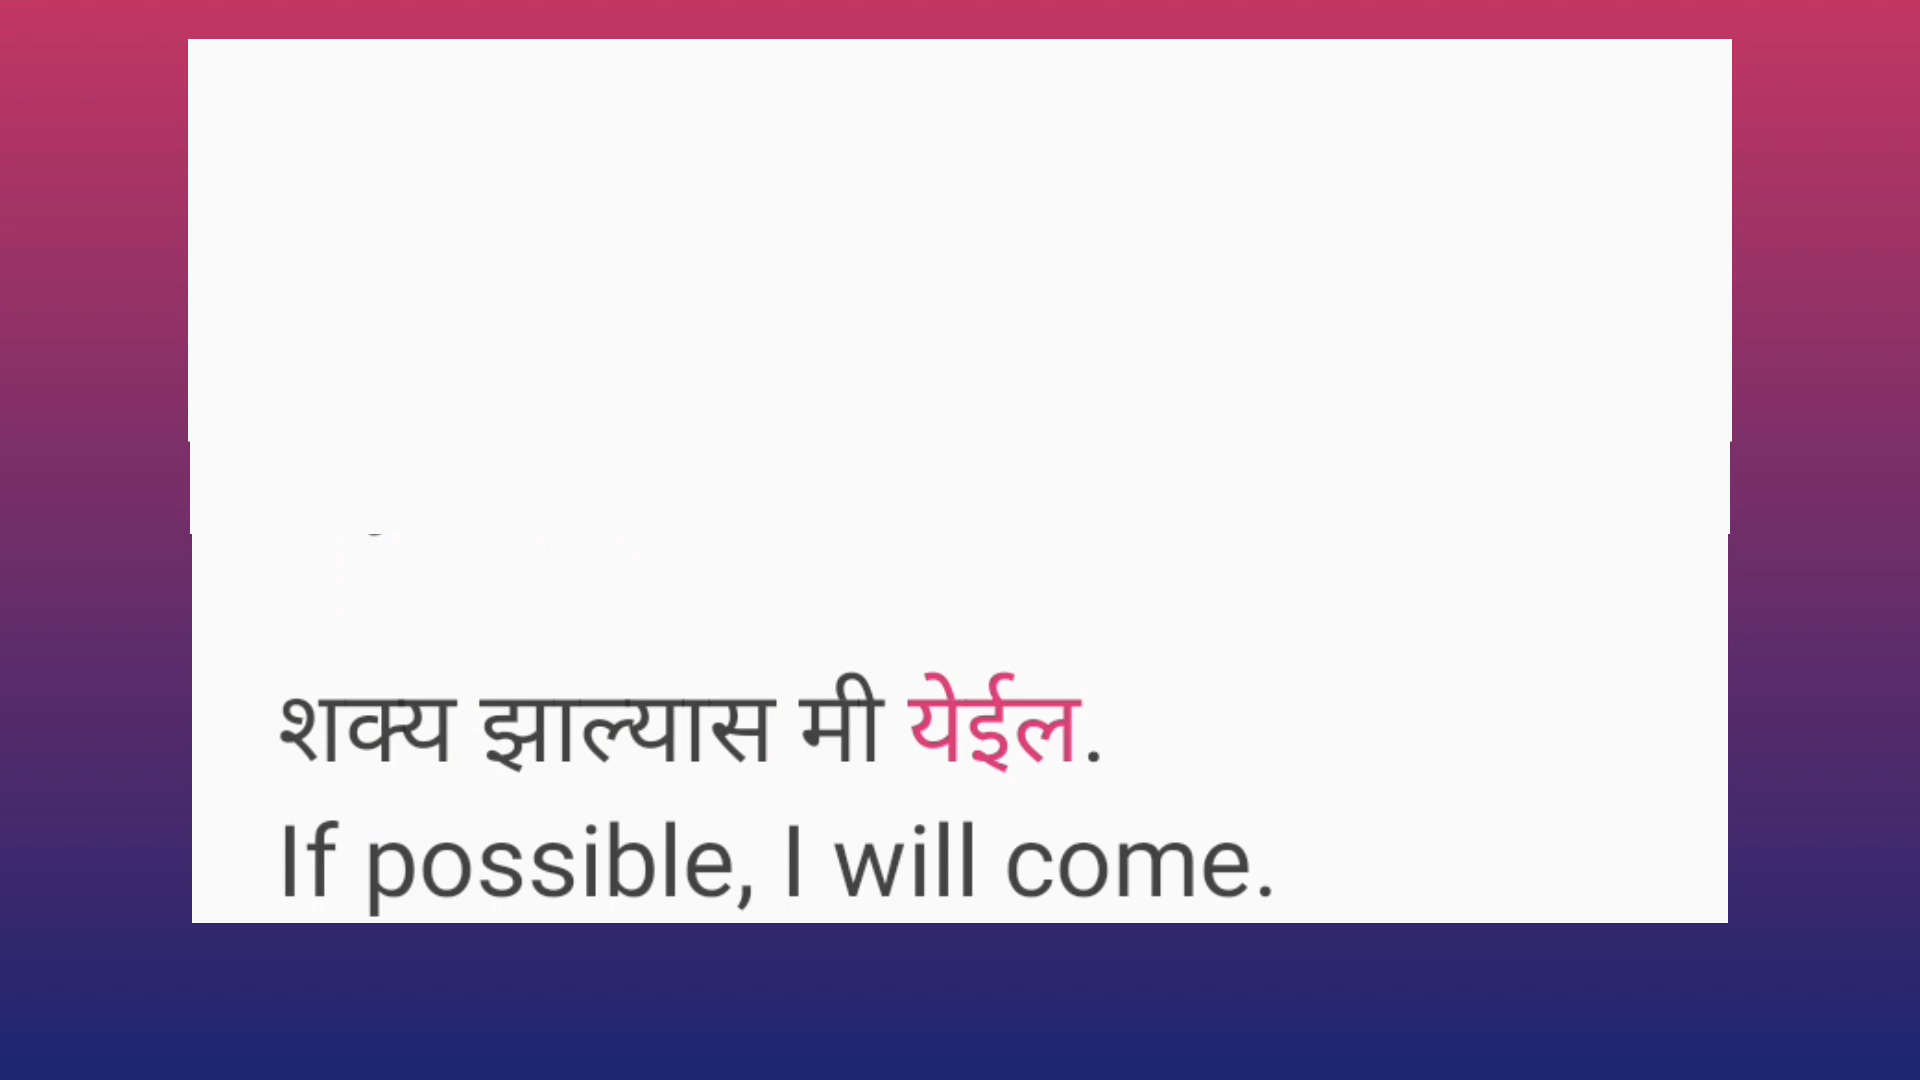 शक्य झाल्यास मी येईल.
If possible, I will come.